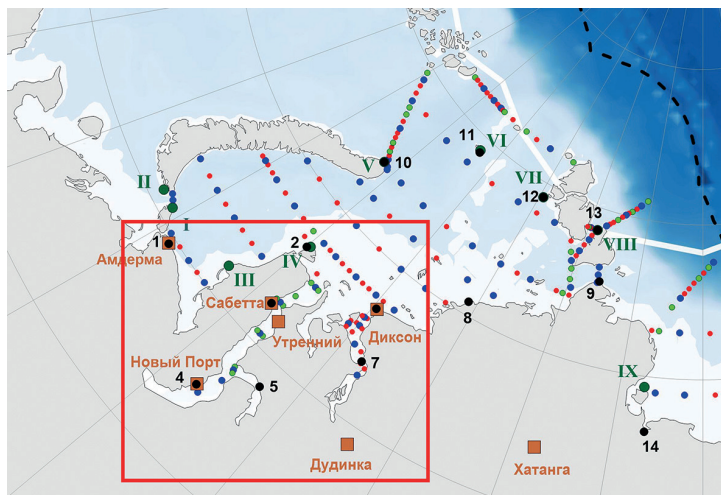 11
VI
V
10
II
VII
12
I
13
1
2
VIII
Амдерма
IV
III
9
Сабетта
8
Утренний
Диксон
Новый Порт
7
4
5
IX
14
Дудинка
Хатанга